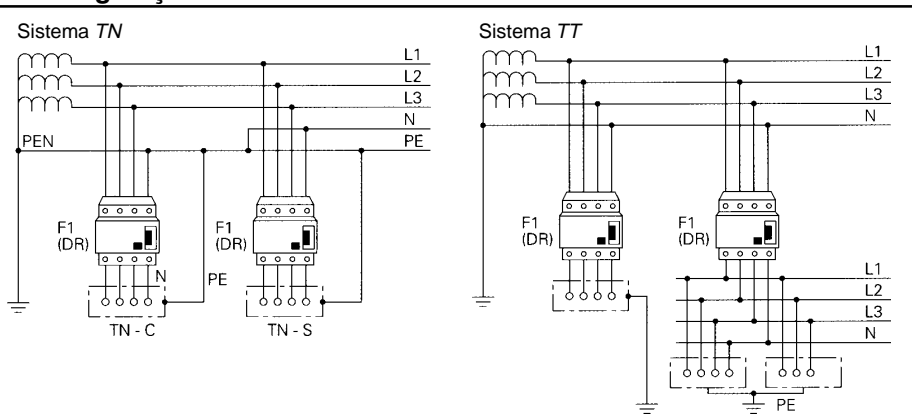 Sistema TN
L1
L2
L3
N
PEN
PE
F1
(DR)
N
PE
F1
(DR)
TN - C
TN - S
Sistema TT
L1
L2
L3
N
F1
(DR)
F1
(DR)
L1
L2
L3
N
PE